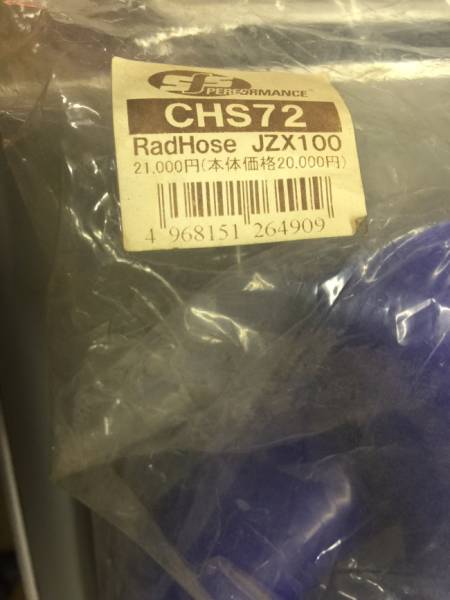 SFS
PERFORMANCE
CHS72
RadHose JZX100
21,000円(本体価格20,000円)
4 968151 264909